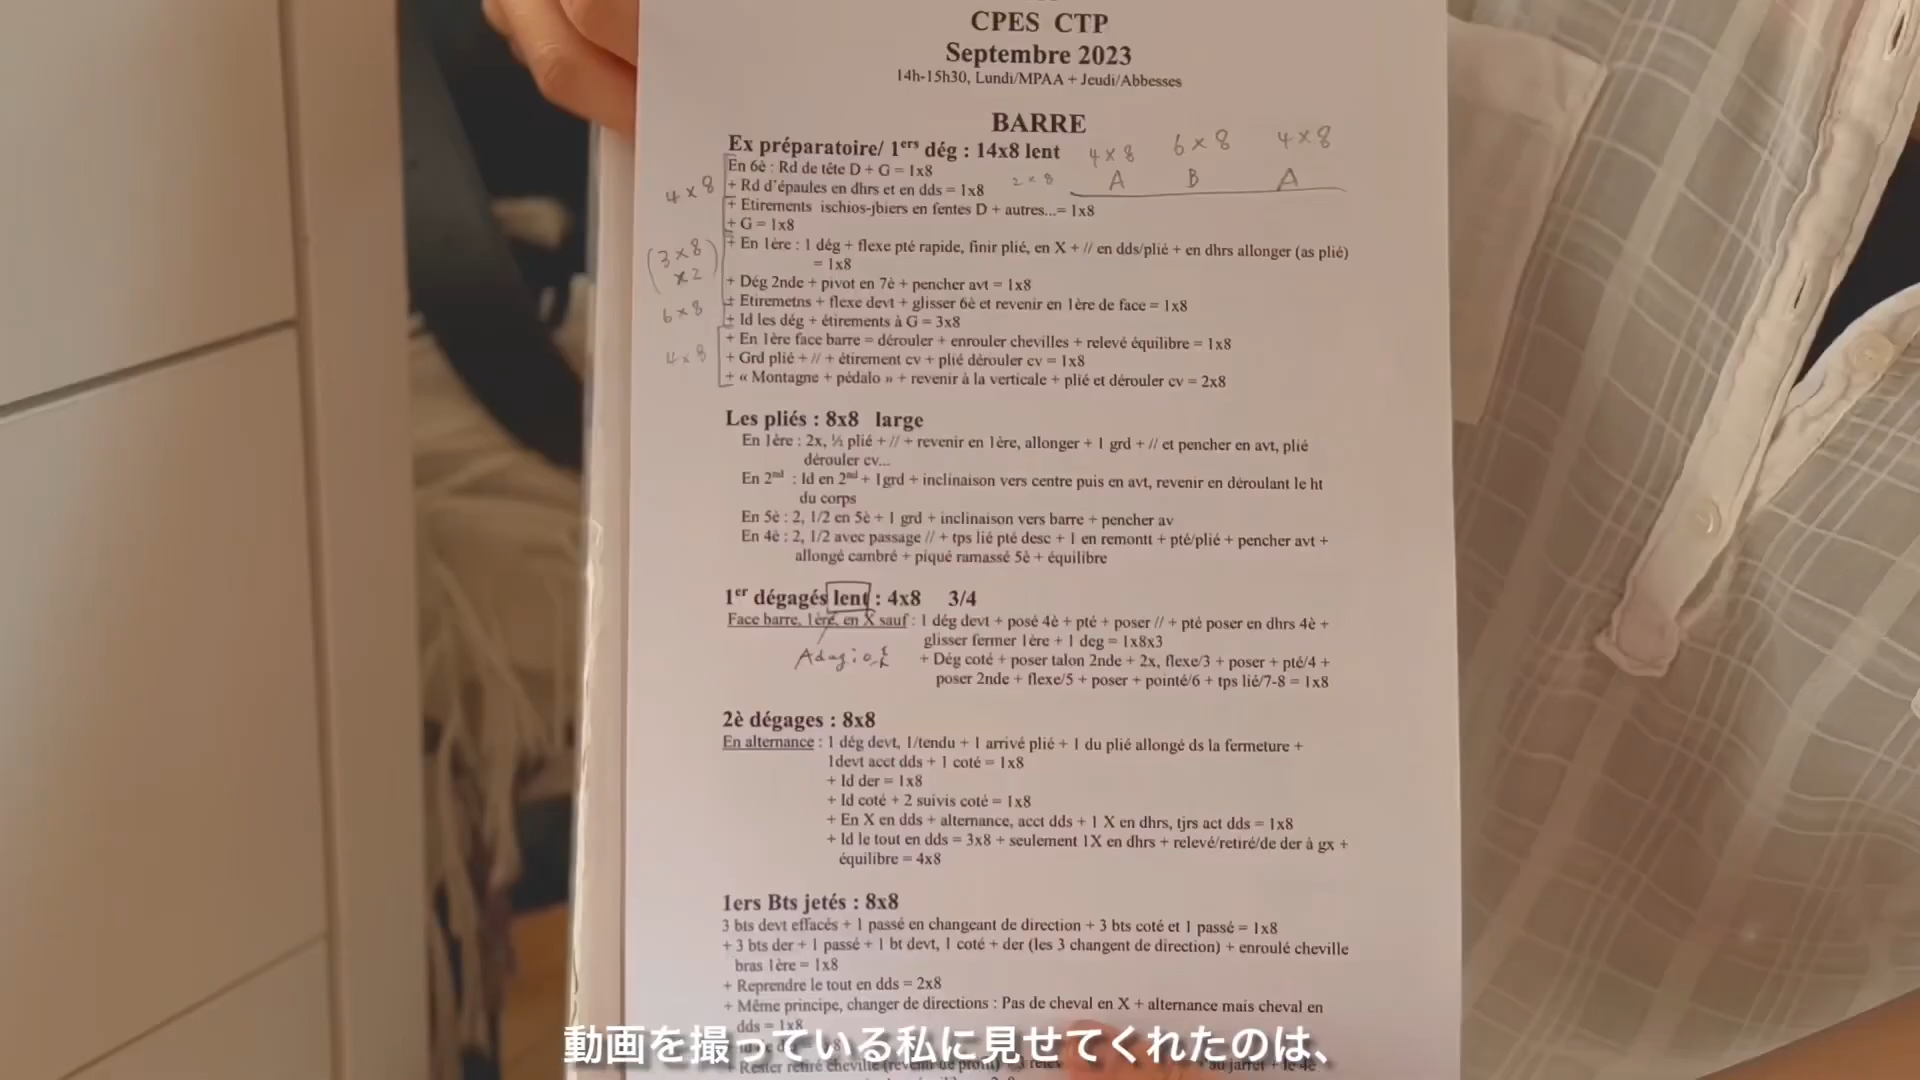 CPES CTP
Septembre 2023
14h-15h30, Lundi/MPAA + Jeudi/Abbesses
BARRE
Ex préparatoire/ 1ers dég : 14x8 lent
4 x 8 6 x 8 4 x 8
A B A
En 6è : Rd de tête D + G = 1x8
+ Rd d'épaules en dhrs et en dds = 1x8
2 x 8
4 x 8
+ Etirements ischios-jbiers en fentes D + autres...= 1x8
+ G = 1x8
+ En 1ère : 1 dég + flexe pté rapide, finir plié, en X + // en dds/plié + en dhrs allonger (as plié)
= 1x8
(3 x 8
x 2)
+ Dég 2nde + pivot en 7è + pencher avt = 1x8
+ Etiremetns + flexe devt + glisser 6è et revenir en 1ère de face = 1x8
6 x 8
+ Id les dég + étirements à G = 3x8
+ En 1ère face barre = dérouler + enrouler chevilles + relevé équilibre = 1x8
4 x 8
+ Grd plié + // + étirement cv + plié dérouler cv = 1x8
+ « Montagne + pédalo » + revenir à la verticale + plié et dérouler cv = 2x8
Les pliés : 8x8 large
En 1ère : 2x, ½ plié + // + revenir en 1ère, allonger + 1 grd + // et pencher en avt, plié
dérouler cv...
En 2nd : Id en 2nd + 1grd + inclinaison vers centre puis en avt, revenir en déroulant le ht
du corps
En 5è : 2, 1/2 en 5è + 1 grd + inclinaison vers barre + pencher av
En 4è : 2, 1/2 avec passage // + tps lié pté desc + 1 en remontt + pté/plié + pencher avt +
allongé cambré + piqué ramassé 5è + équilibre
1er dégagés lent : 4x8 3/4
Face barre, 1ère, en X sauf : 1 dég devt + posé 4è + pté + poser // + pté poser en dhrs 4è +
glisser fermer 1ère + 1 deg = 1x8x3
Adagio
+ Dég coté + poser talon 2nde + 2x, flexe/3 + poser + pté/4 +
poser 2nde + flexe/5 + poser + pointé/6 + tps lié/7-8 = 1x8
2è dégages : 8x8
En alternance : 1 dég devt, 1/tendu + 1 arrivé plié + 1 du plié allongé ds la fermeture +
1devt acct dds + 1 coté = 1x8
+ Id der = 1x8
+ Id coté + 2 suivis coté = 1x8
+ En X en dds + alternance, acct dds + 1 X en dhrs, tjrs act dds = 1x8
+ Id le tout en dds = 3x8 + seulement 1X en dhrs + relevé/retiré/de der à gx +
équilibre = 4x8
1ers Bts jetés : 8x8
3 bts devt effacés + 1 passé en changeant de direction + 3 bts coté et 1 passé = 1x8
+ 3 bts der + 1 passé + 1 bt devt, 1 coté + der (les 3 changent de direction) + enroulé cheville
bras 1ère = 1x8
+ Reprendre le tout en dds = 2x8
+ Même principe, changer de directions : Pas de cheval en X + alternance mais cheval en
dds = 1x8
動画を撮っている私に見せてくれたのは、
+ Rester retiré cheville